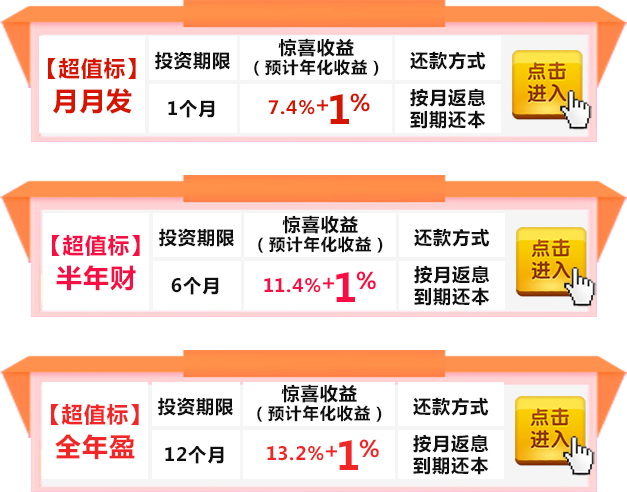 【超值标】
月月发
投资期限
1个月
惊喜收益
（预计年化收益）
7.4%+1%
还款方式
按月返息
到期还本
点击
进入
【超值标】
半年财
投资期限
6个月
惊喜收益
（预计年化收益）
11.4%+1%
还款方式
按月返息
到期还本
点击
进入
【超值标】
全年盈
投资期限
12个月
惊喜收益
（预计年化收益）
13.2%+1%
还款方式
按月返息
到期还本
点击
进入